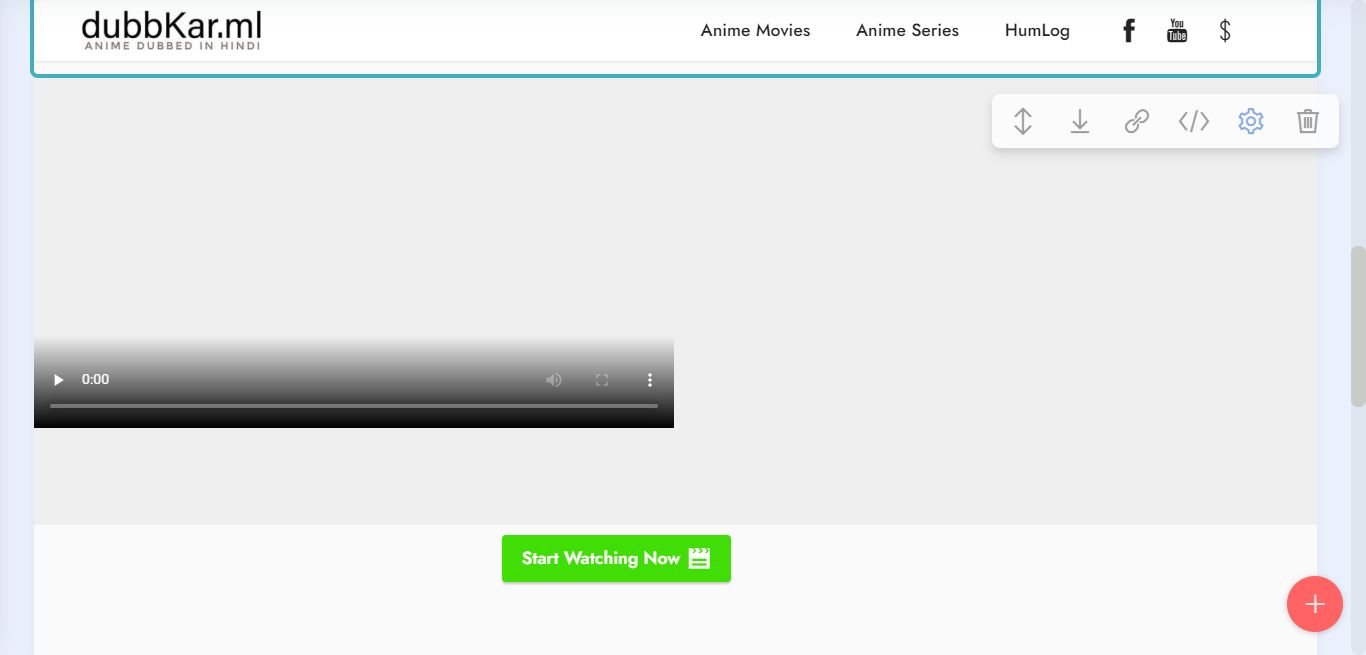 dubbKar.ml
ANIME DUBBED IN HINDI
Anime Movies
Anime Series
HumLog
You
Tube
$
</>
0:00
Start Watching Now